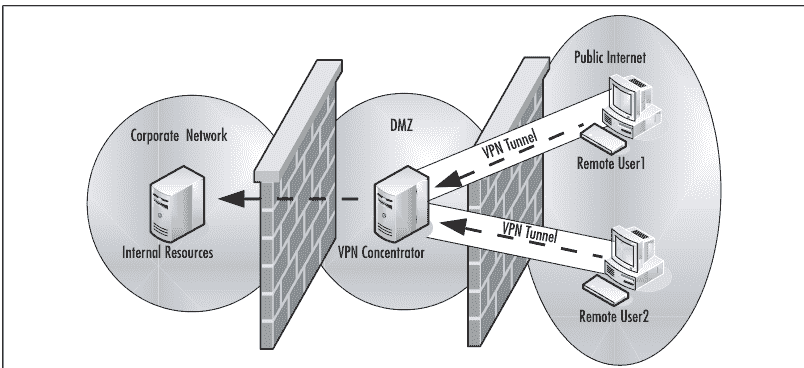 Public Internet
Corporate Network
DMZ
VPN Tunnel
Remote User1
Internal Resources
VPN Concentrator
VPN Tunnel
Remote User2